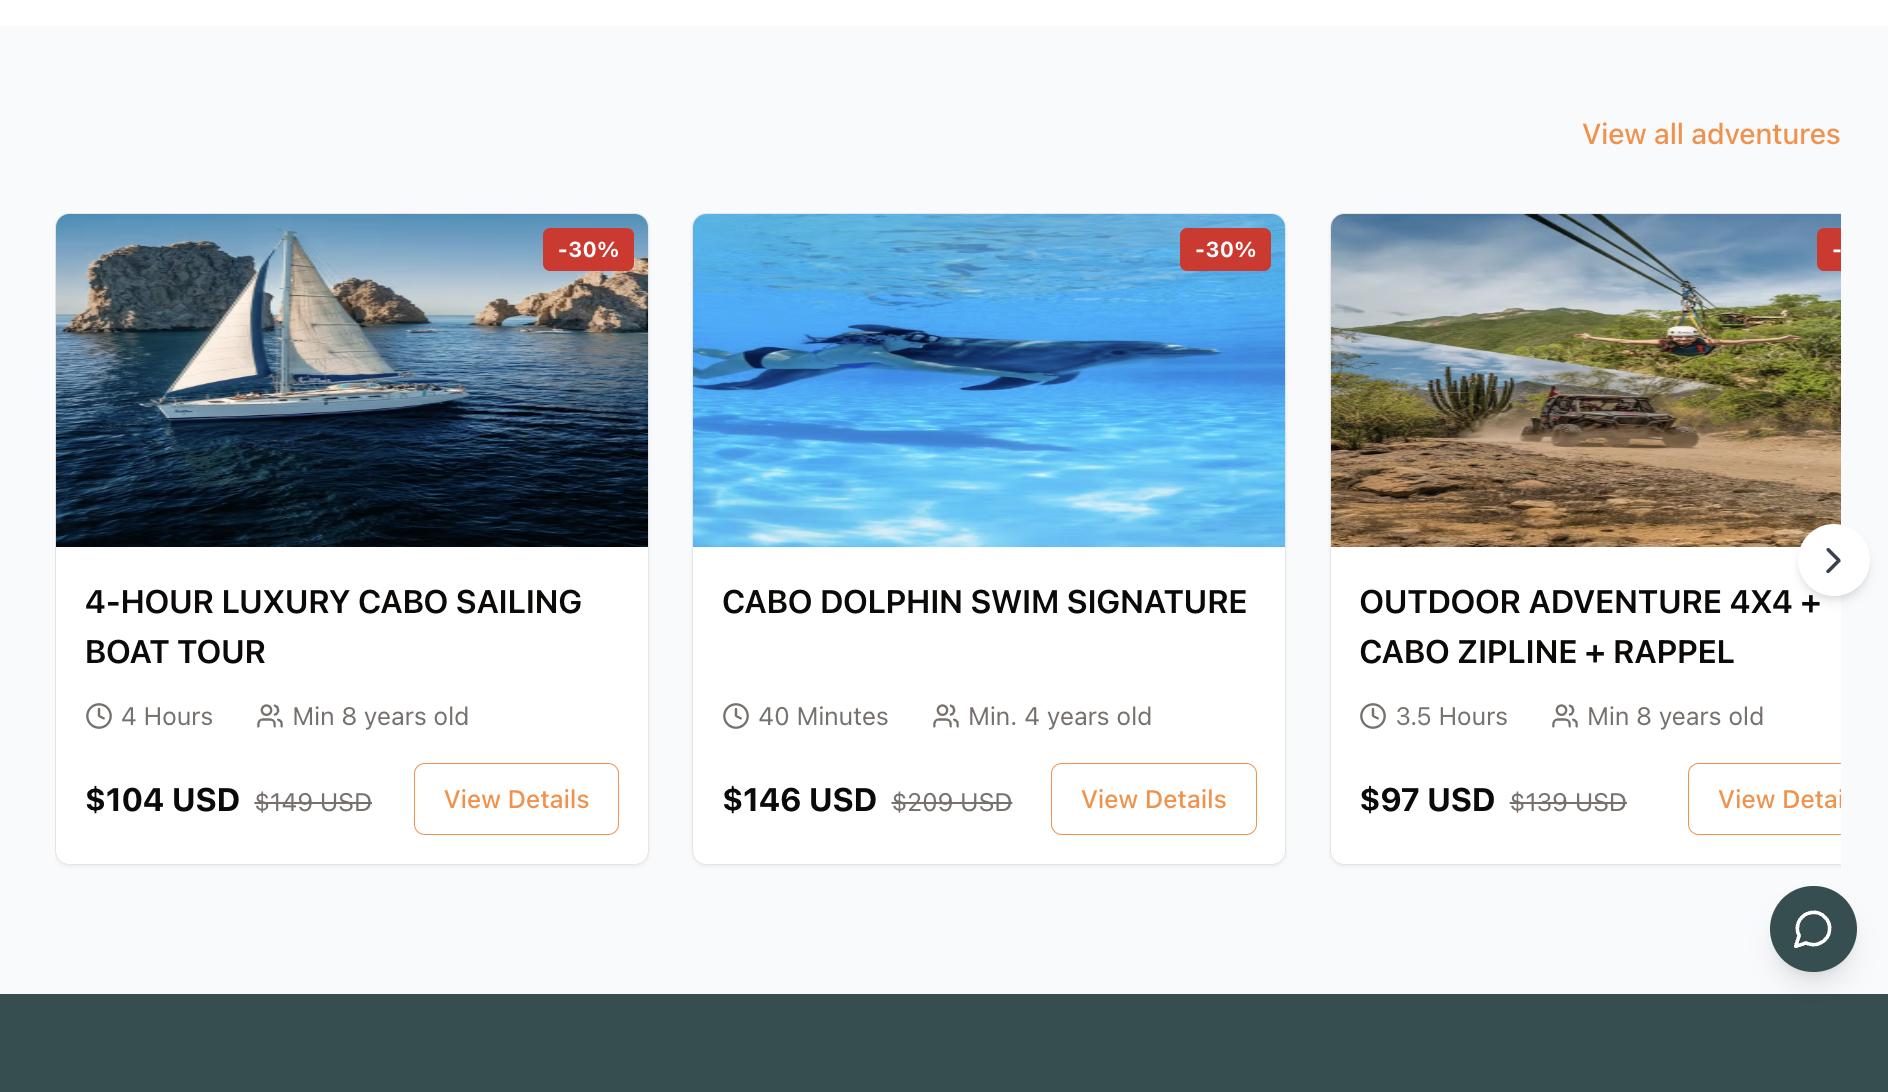 View all adventures
-30%
-30%
-
4-HOUR LUXURY CABO SAILING
BOAT TOUR
4 Hours
Min 8 years old
$104 USD
$149 USD
View Details
CABO DOLPHIN SWIM SIGNATURE
40 Minutes
Min. 4 years old
$146 USD
$209 USD
View Details
OUTDOOR ADVENTURE 4X4 +
CABO ZIPLINE + RAPPEL
3.5 Hours
Min 8 years old
$97 USD
$139 USD
View Detai